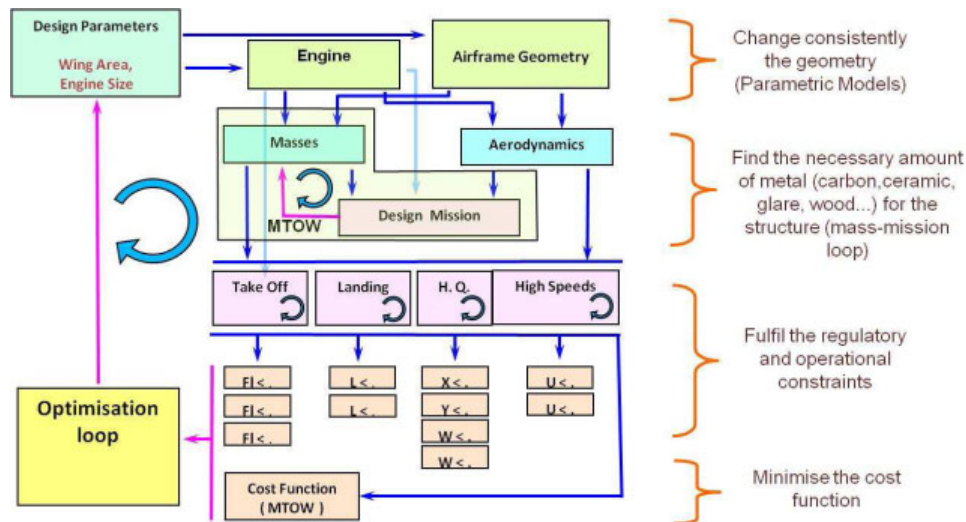 Design Parameters
Wing Area,
Engine Size
Engine
Airframe Geometry
Change consistently
the geometry
(Parametric Models)
Masses
Aerodynamics
Design Mission
MTOW
Find the necessary amount
of metal (carbon,ceramic,
glare, wood...) for the
structure (mass-mission
loop)
Take Off
Landing
H. Q.
High Speeds
Fulfil the regulatory
and operational
constraints
Fl < .
L < .
X < .
U < .
Fl < .
L < .
Y < .
U < .
Fl < .
W < .
W < .
Optimisation
loop
Cost Function
( MTOW )
Minimise the cost
function